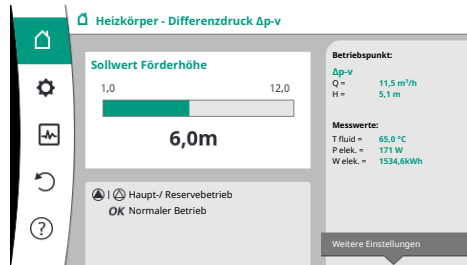 Heizkörper - Differenzdruck Δp-v
Sollwert Förderhöhe
1,0 12,0
6,0m
| Haupt-/ Reservebetrieb
OK Normaler Betrieb
Betriebspunkt:
Δp-v
Q = 11,5 m³/h
H = 5,1 m
Messwerte:
T fluid = 65,0 °C
P elek. = 171 W
W elek. = 1534,6kWh
Weitere Einstellungen
?